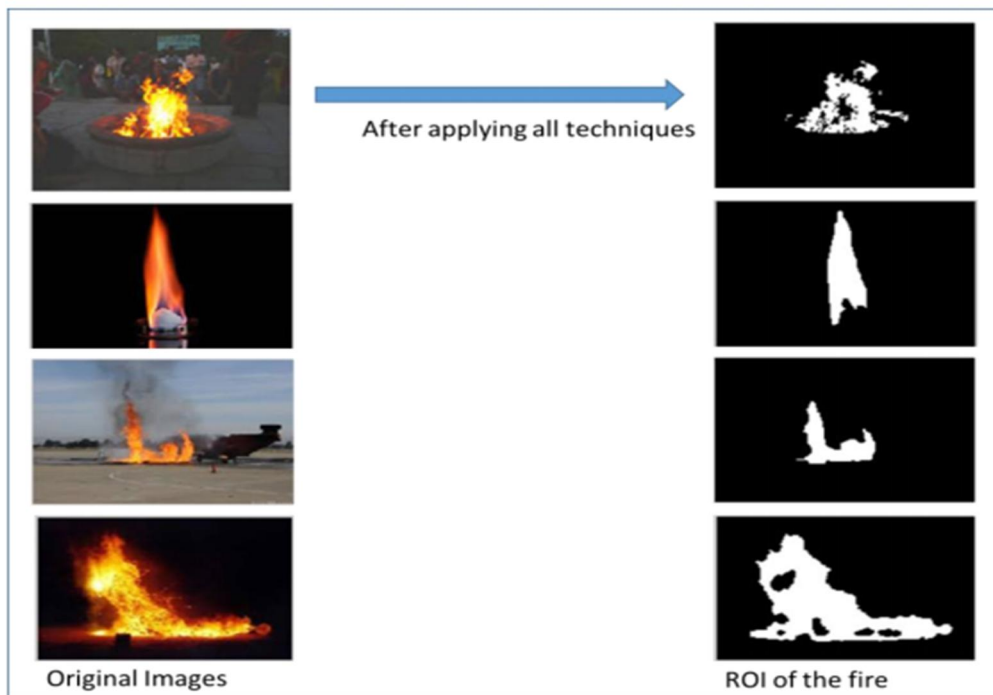 After applying all techniques
Original Images
ROI of the fire